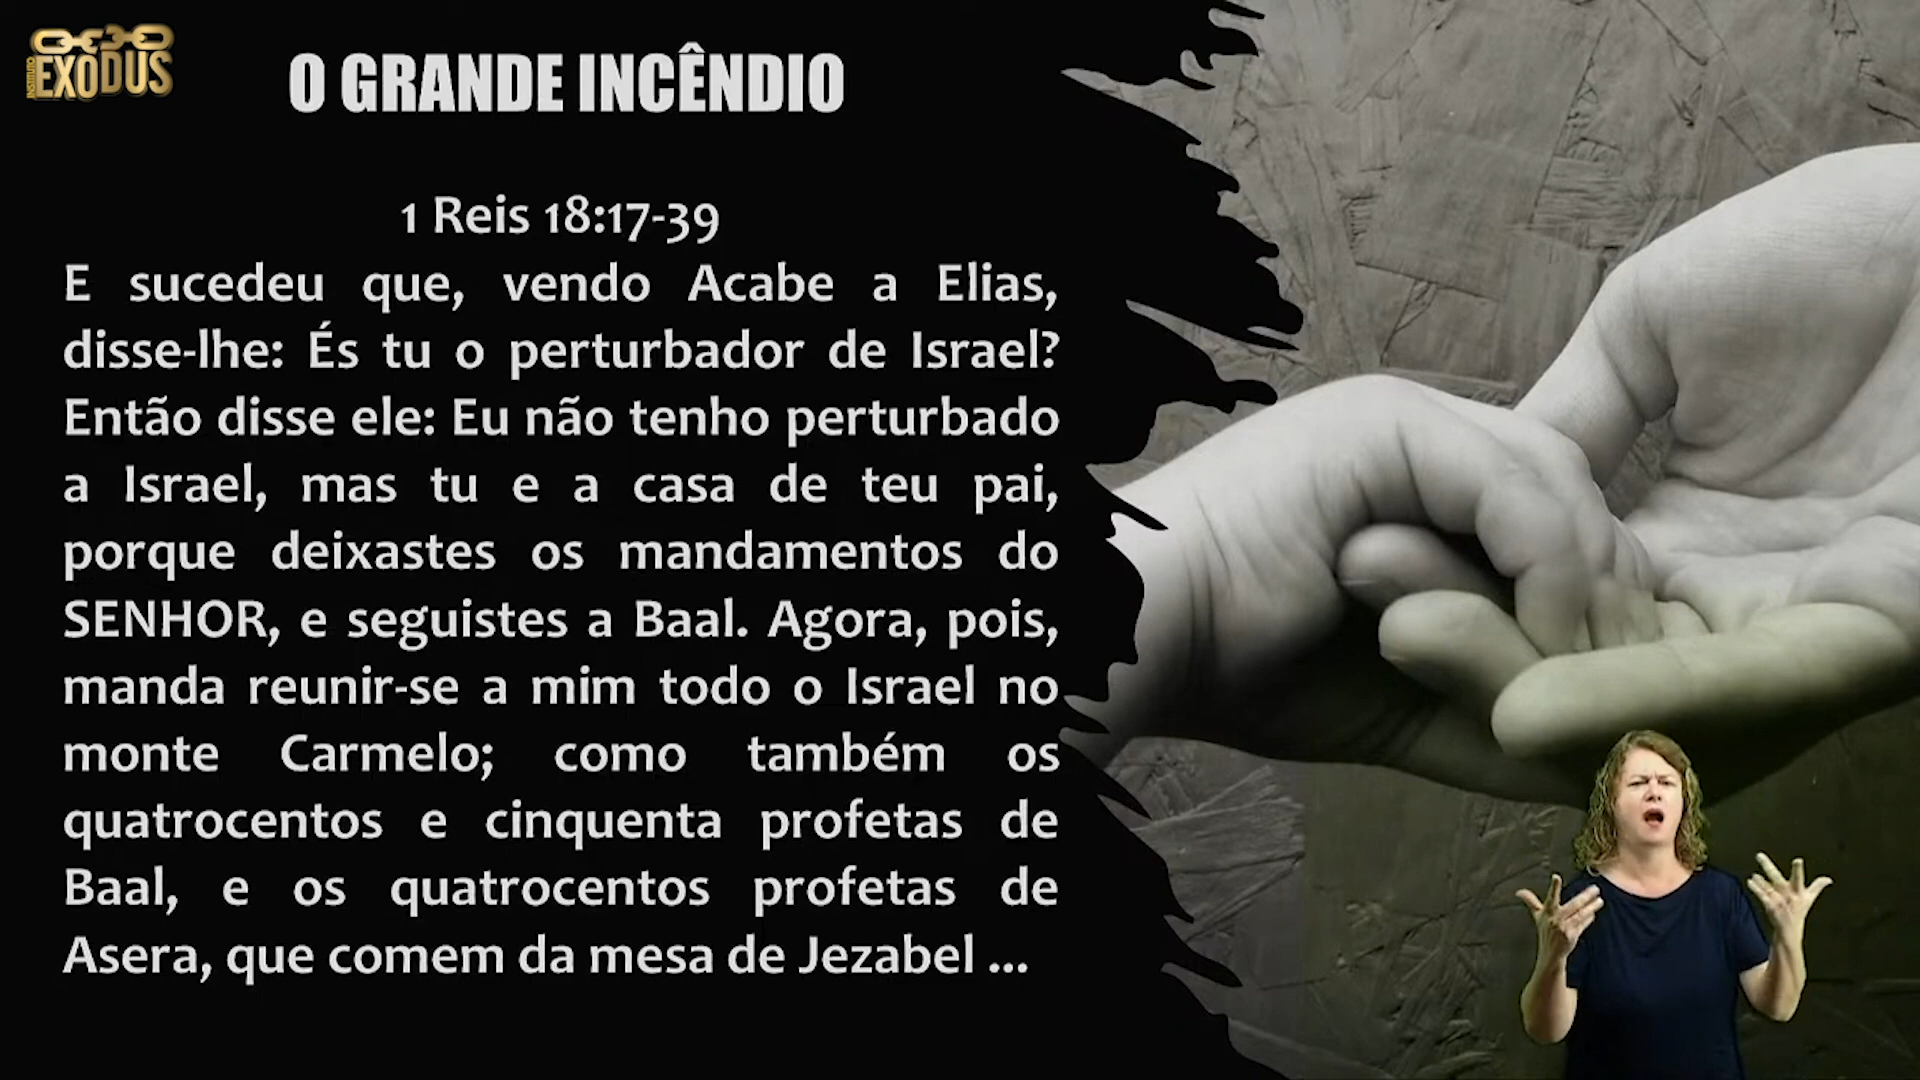 INSTITUTO
EXODUS
O GRANDE INCÊNDIO
1 Reis 18:17-39
E sucedeu que, vendo Acabe a Elias,
disse-lhe: És tu o perturbador de Israel?
Então disse ele: Eu não tenho perturbado
a Israel, mas tu e a casa de teu pai,
porque deixastes os mandamentos do
SENHOR, e seguistes a Baal. Agora, pois,
manda reunir-se a mim todo o Israel no
monte Carmelo; como também os
quatrocentos e cinquenta profetas de
Baal, e os quatrocentos profetas de
Asera, que comem da mesa de Jezabel ...